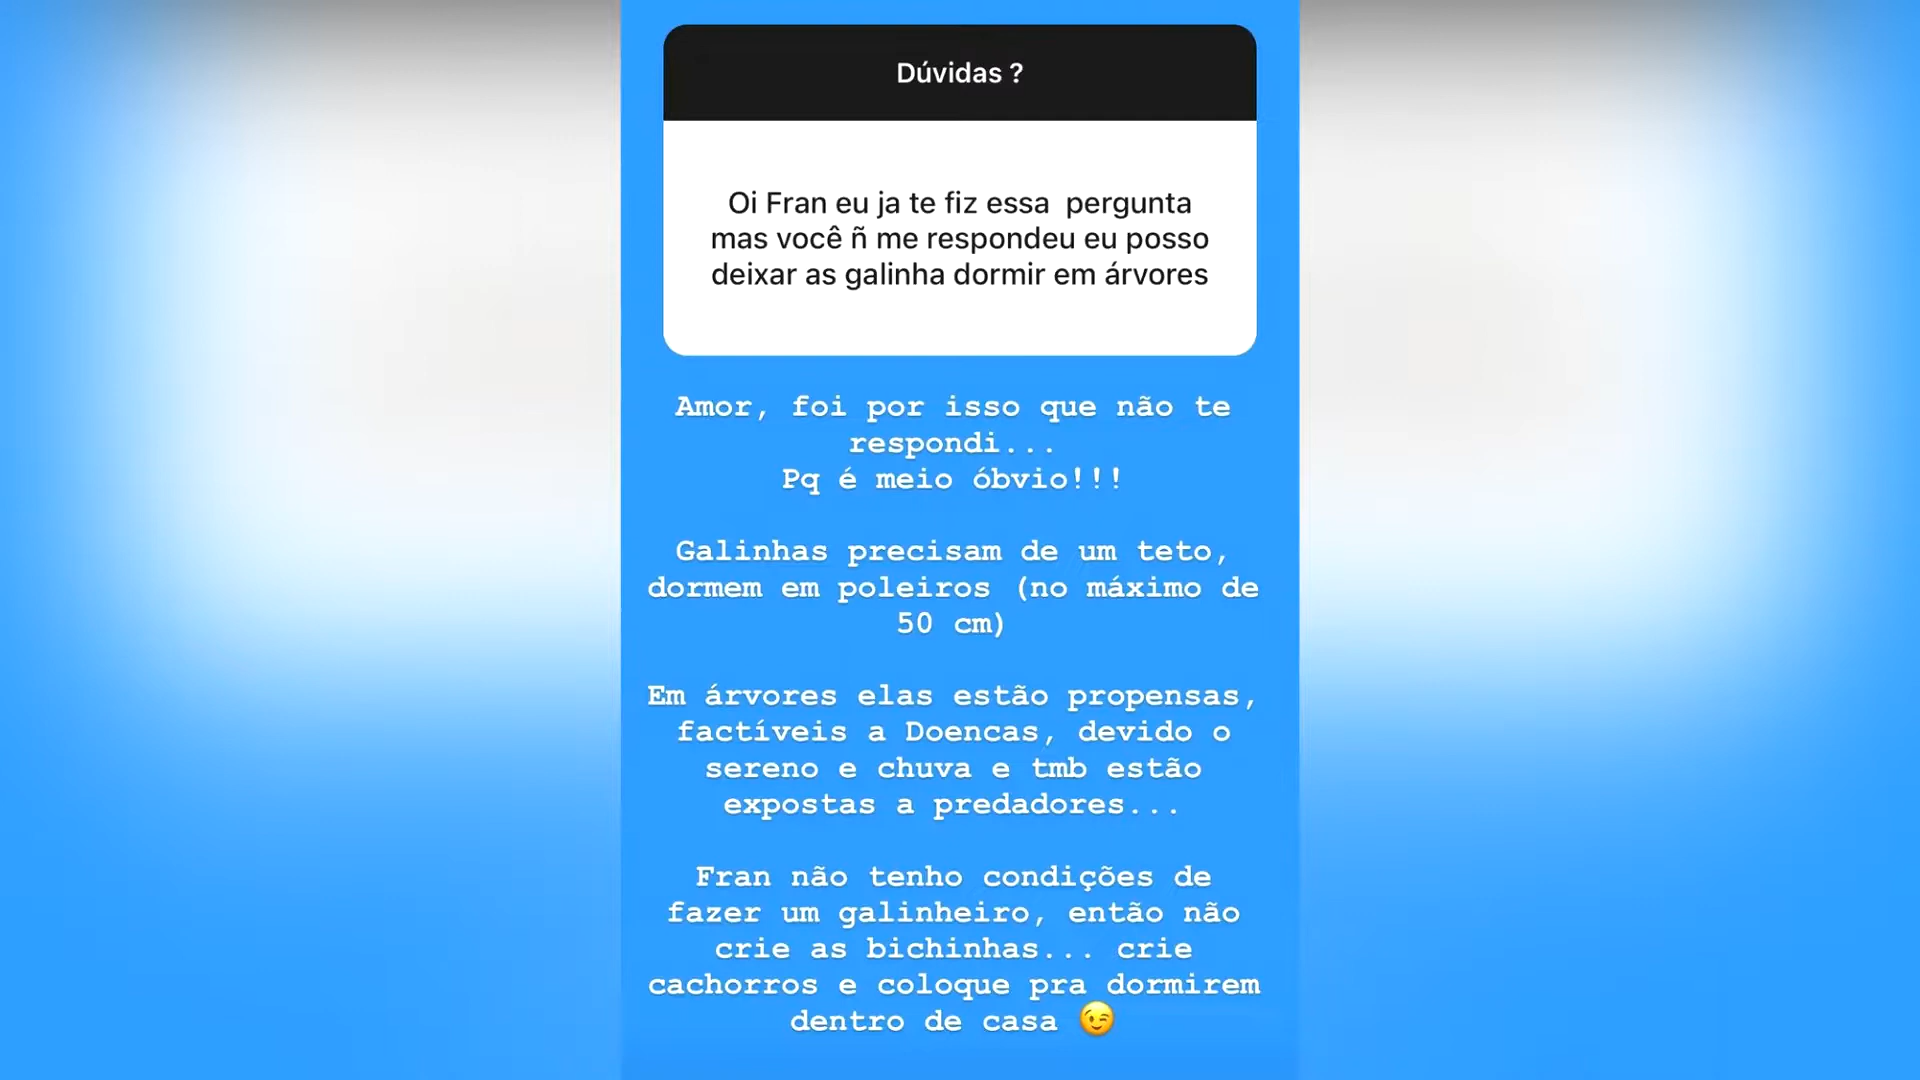 Dúvidas ?
Oi Fran eu ja te fiz essa  pergunta
mas você ñ me respondeu eu posso
deixar as galinha dormir em árvores
Amor, foi por isso que não te
respondi...
Pq é meio óbvio!!!
Galinhas precisam de um teto,
dormem em poleiros (no máximo de
50 cm)
Em árvores elas estão propensas,
factíveis a Doencas, devido o
sereno e chuva e tmb estão
expostas a predadores...
Fran não tenho condições de
fazer um galinheiro, então não
crie as bichinhas... crie
cachorros e coloque pra dormirem
dentro de casa 😉